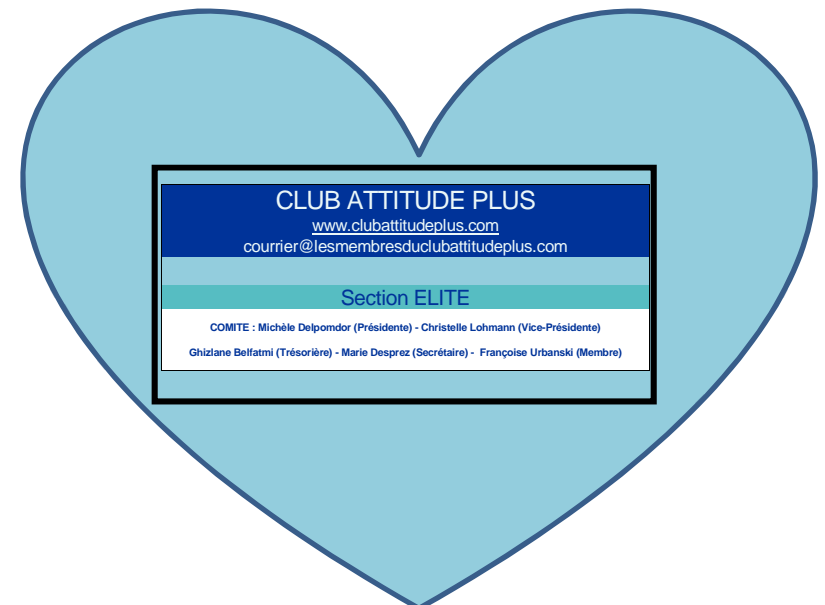 CLUB ATTITUDE PLUS
www.clubattitudeplus.com
courrier@lesmembresduclubattitudeplus.com
Section ELITE
COMITE : Michèle Delpomdor (Présidente) - Christelle Lohmann (Vice-Présidente)
Ghizlane Belfatmi (Trésorière) - Marie Desprez (Secrétaire) - Françoise Urbanski (Membre)